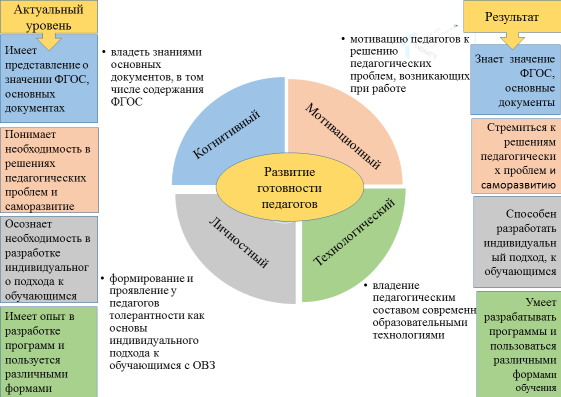 Актуальный
уровень
Имеет
представление о
значении ФГОС,
основных
документах
Понимает
необходимость в
решениях
педагогических
проблем и
саморазвитие
Осознает
необходимость в
разработке
индивидуальног
о подхода к
обучающимся
Имеет опыт в
разработке
программ и
пользуется
различными
формами
• владеть знаниями
основных
документов, в том
числе содержания
ФГОС
• мотивацию педагогов к
решению
педагогических
проблем, возникающих
при работе
Когнитивный
Мотивационный
Развитие
готовности
педагогов
Личностный
Технологический
• формирование и
проявление у
педагогов
толерантности как
основы
индивидуального
подхода к
обучающимся с ОВЗ
• владение
педагогическим
составом современн
образовательными
технологиями
Результат
Знает значение
ФГОС,
основные
документы
Стремиться к
решениям
педагогически
х проблем и
саморазвитию
Способен
разработать
индивидуальн
ый подход, к
обучающимся
Умеет
разрабатывать
программы и
пользоваться
различными
формами
обучения